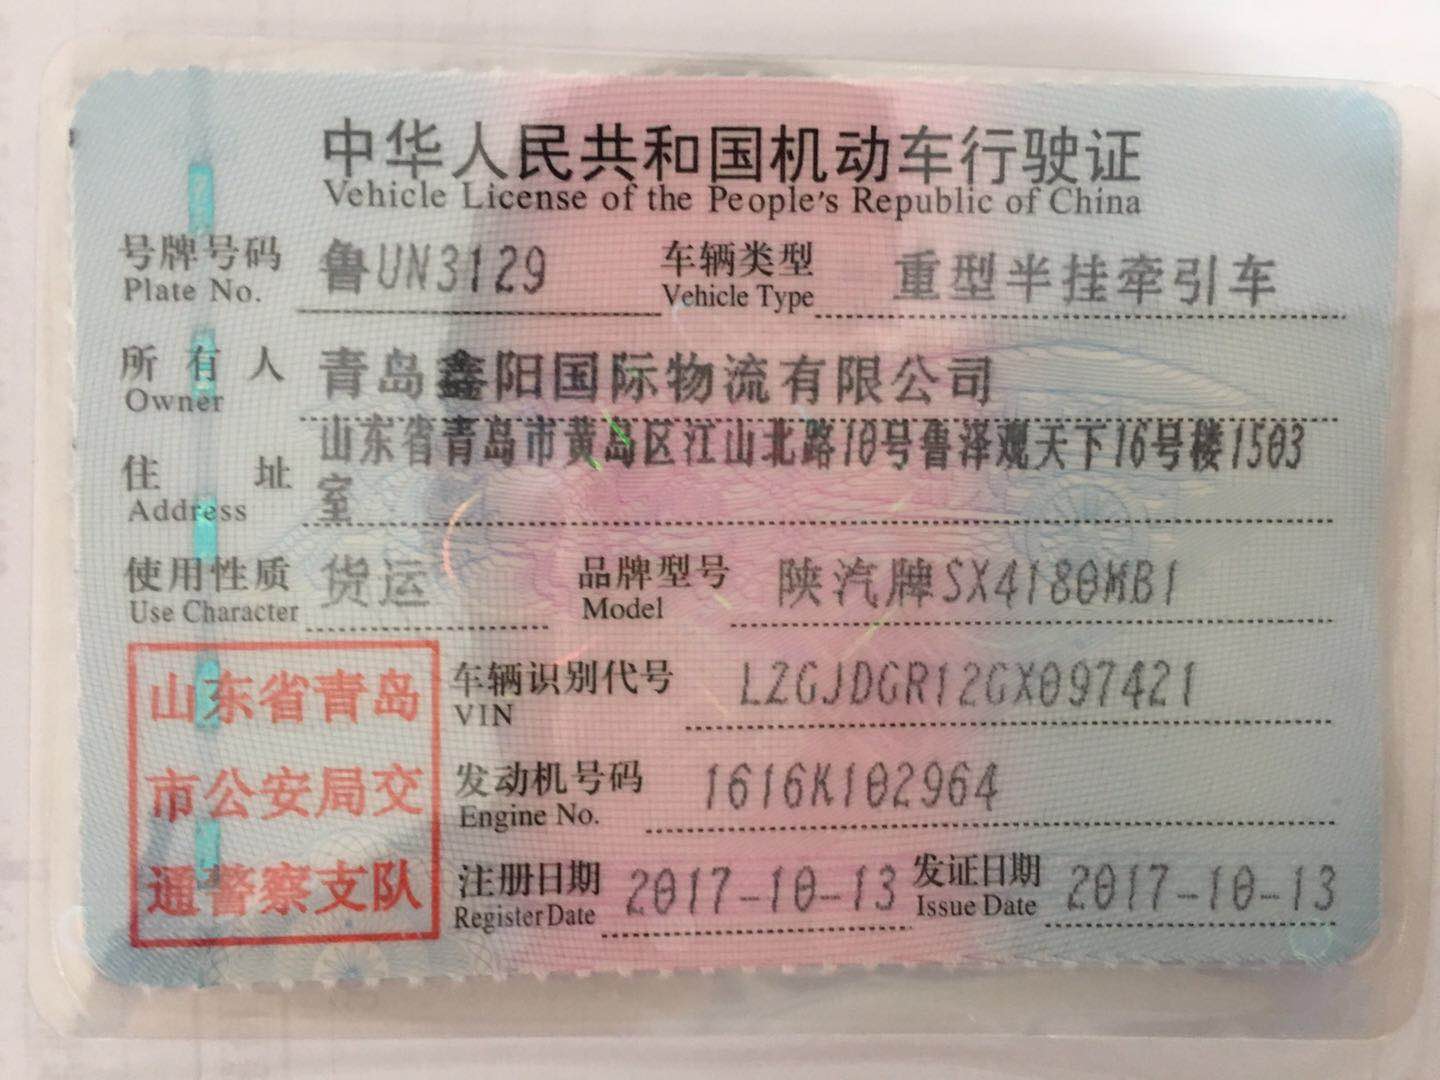 中华人民共和国机动车行驶证
Vehicle License of the People's Republic of China
号牌号码 鲁UN3129 车辆类型 重型半挂牵引车
Plate No. Vehicle Type
所有人 青岛鑫阳国际物流有限公司
Owner
住址 山东省青岛市黄岛区江山北路10号鲁泽观天下16号楼1503
室
Address
使用性质 货运 品牌型号 陕汽牌SX4180MB1
Use Character Model
山东省青岛
市公安局交
通警察支队
车辆识别代号 LZGJDGR12GX097421
VIN
发动机号码 1616K102964
Engine No.
注册日期 2017-10-13 发证日期 2017-10-13
Register Date Issue Date